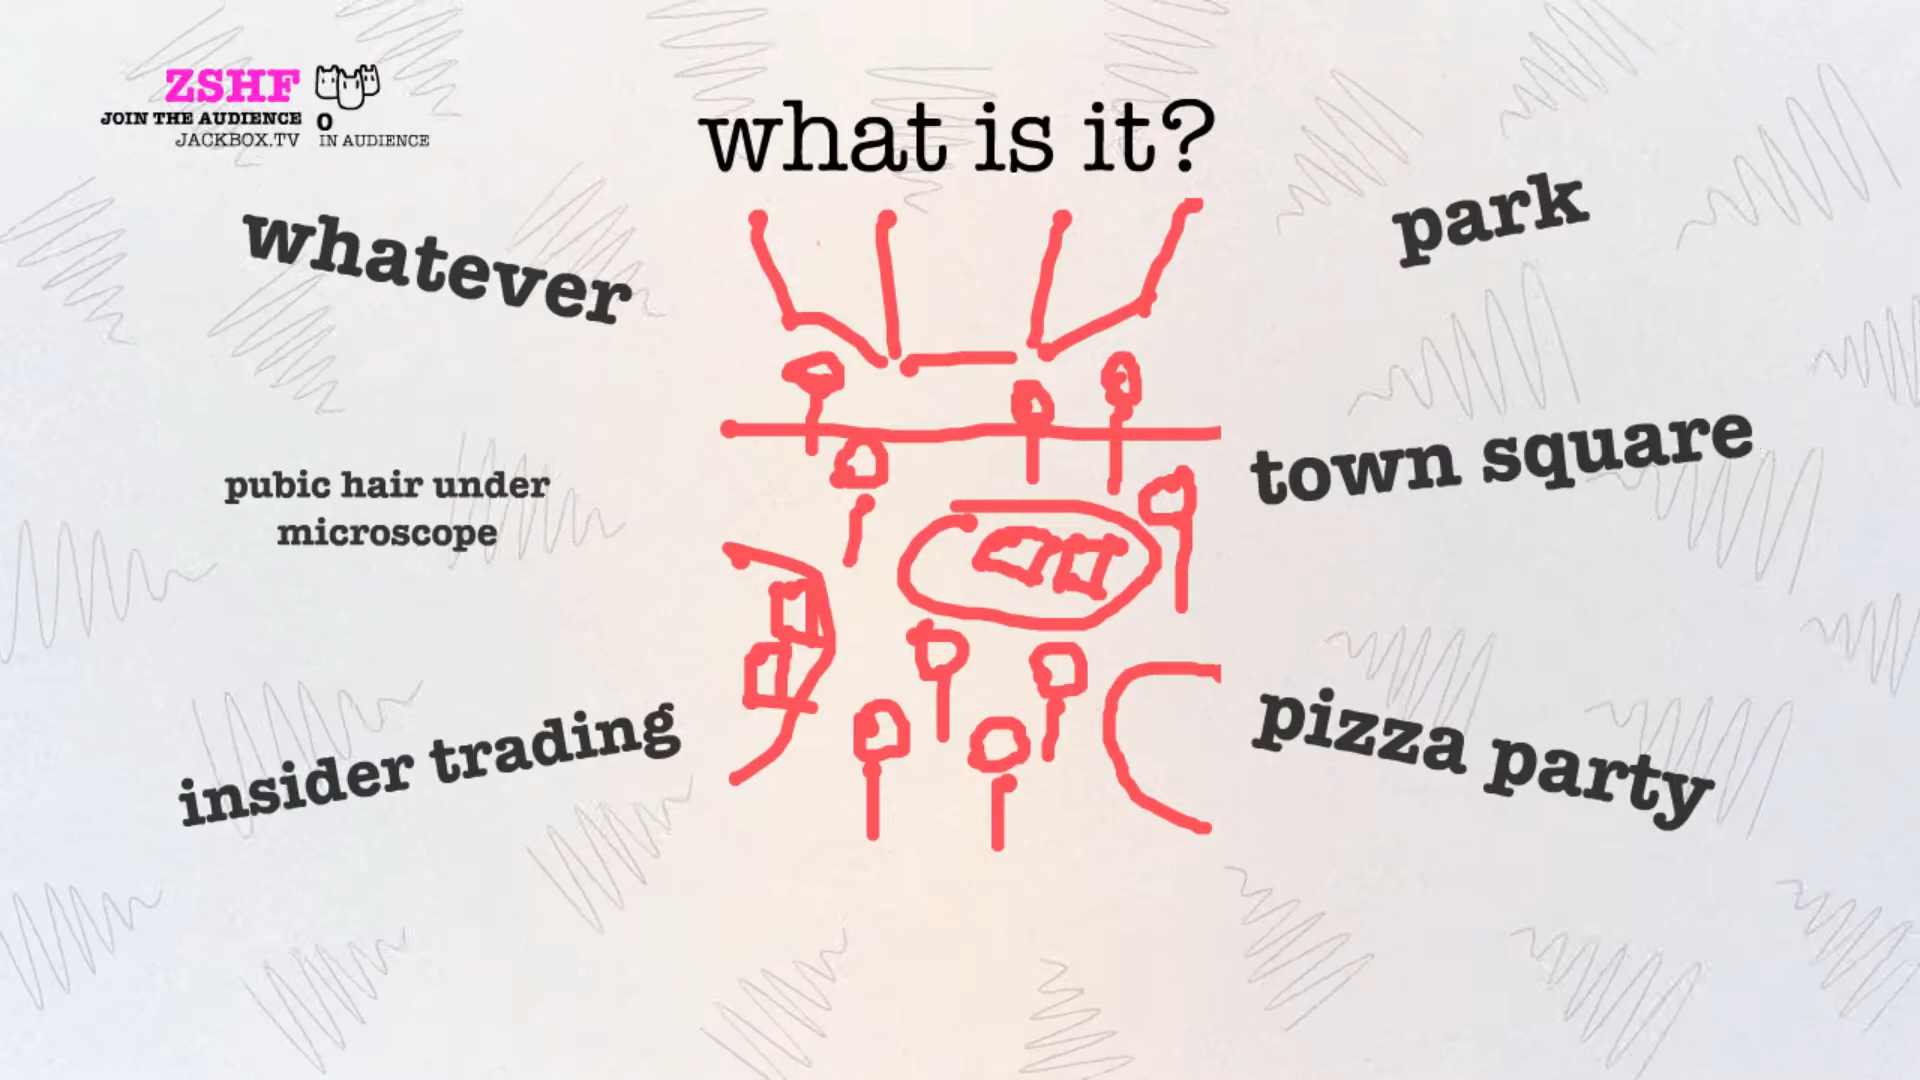 ZSHF
JOIN THE AUDIENCE
JACKBOX.TV
0
IN AUDIENCE
what is it?
whatever
park
pubic hair under
microscope
town square
insider trading
pizza party